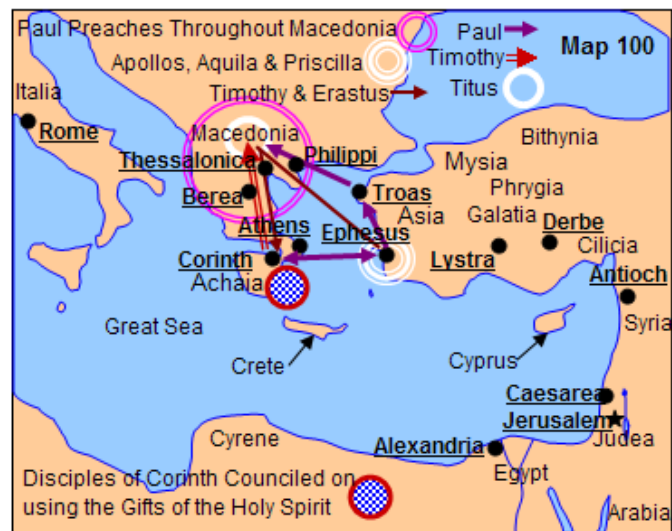 Paul Preaches Throughout Macedonia
Paul
Map 100
Apollos, Aquila & Priscilla
Timothy
Timothy & Erastus
Titus
Italia
Rome
Macedonia
Bithynia
Thessalonica
Philippi
Mysia
Phrygia
Berea
Troas
Asia
Galatia
Derbe
Athens
Ephesus
Cilicia
Corinth
Lystra
Achaia
Antioch
Great Sea
Syria
Crete
Cyprus
Caesarea
Jerusalem
Cyrene
Alexandria
Judea
Disciples of Corinth Counciled on
Egypt
using the Gifts of the Holy Spirit
Arabia